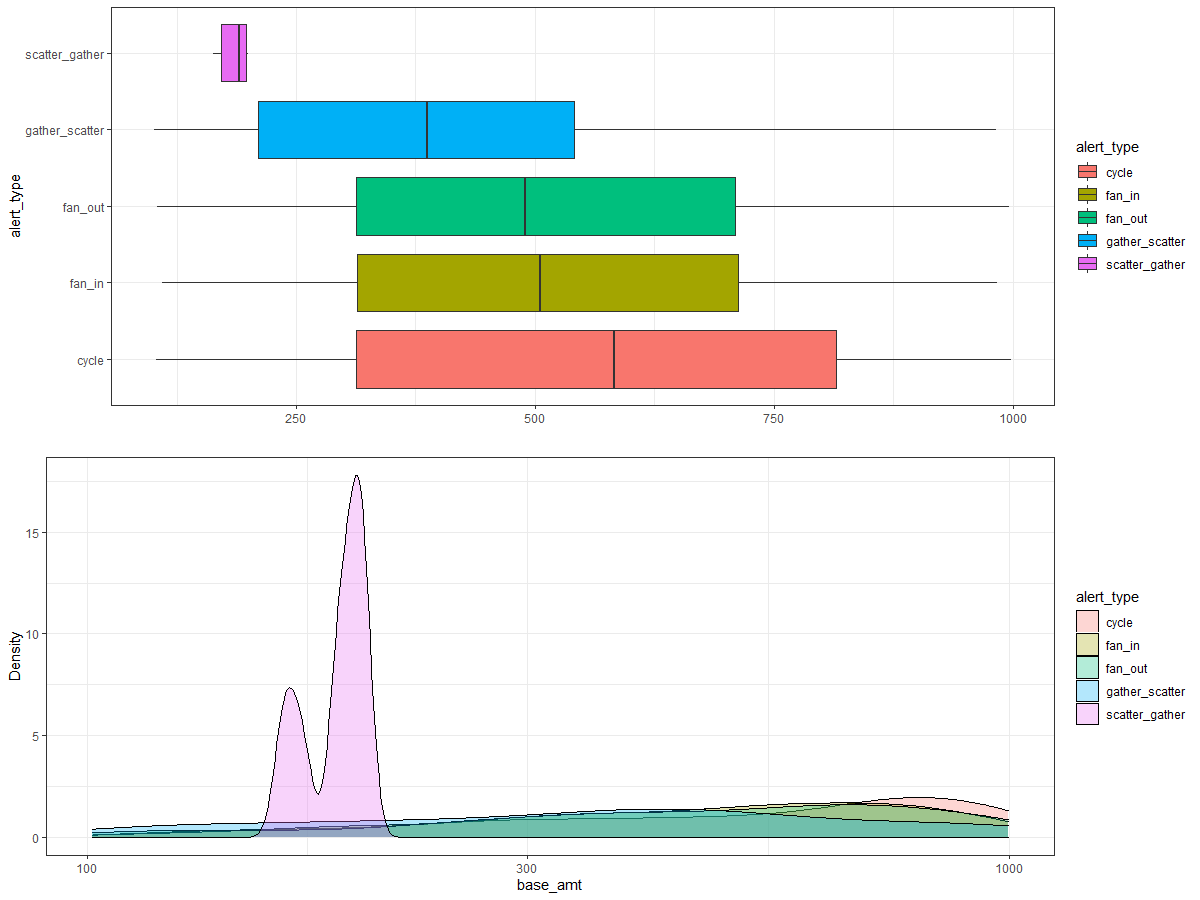 alert_type
scatter_gather
gather_scatter
fan_out
fan_in
cycle
250 500 750 1000
alert_type
cycle
fan_in
fan_out
gather_scatter
scatter_gather
Density
15
10
5
0
100 300 1000
base_amt
alert_type
cycle
fan_in
fan_out
gather_scatter
scatter_gather